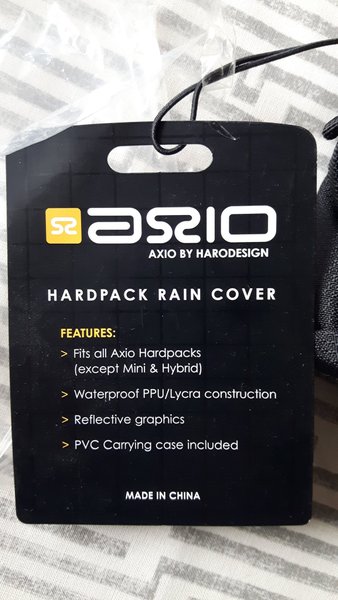 AXIO
AXIO BY HARODESIGN
HARDPACK RAIN COVER
FEATURES:
> Fits all Axio Hardpacks
(except Mini & Hybrid)
> Waterproof PPU/Lycra construction
> Reflective graphics
> PVC Carrying case included
MADE IN CHINA